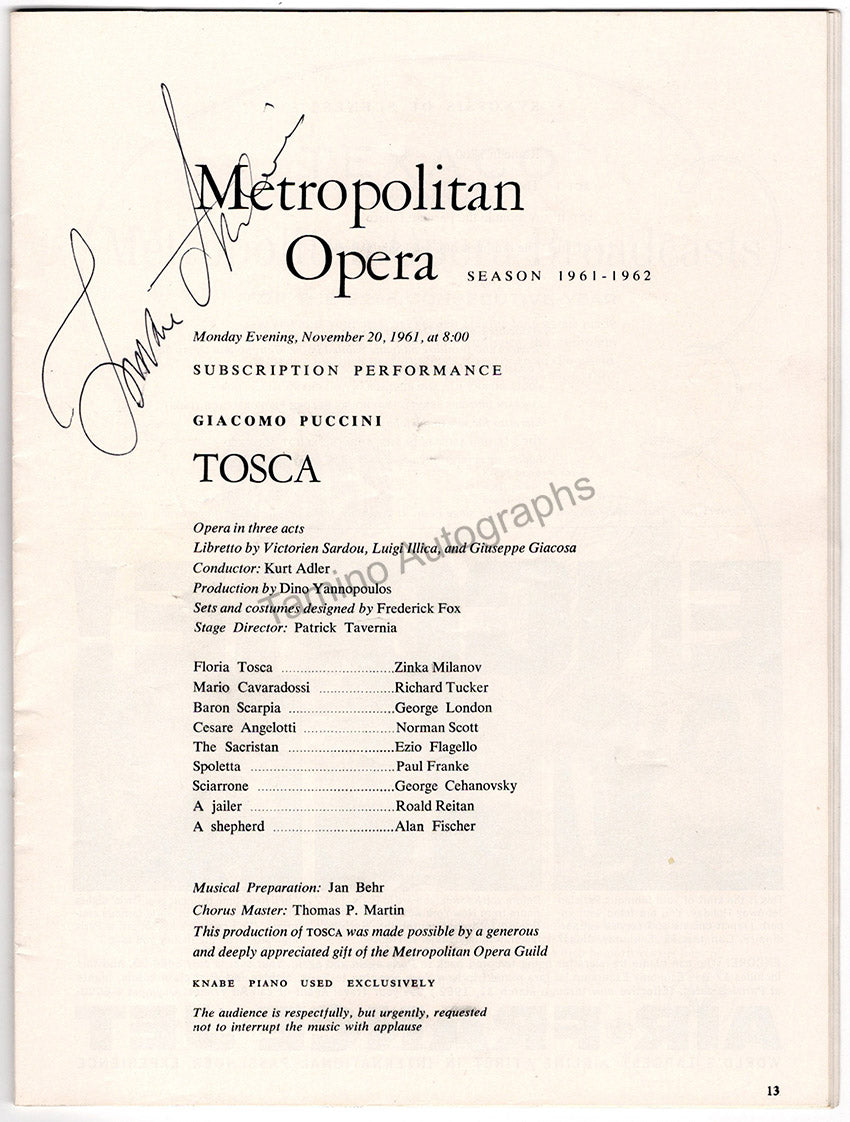 Metropolitan
Opera SEASON 1961-1962
Monday Evening, November 20, 1961, at 8:00
SUBSCRIPTION PERFORMANCE
GIACOMO PUCCINI
TOSCA
Opera in three acts
Libretto by Victorien Sardou, Luigi Illica, and Giuseppe Giacosa
Conductor: Kurt Adler
Production by Dino Yannopoulos
Sets and costumes designed by Frederick Fox
Stage Director: Patrick Tavernia
Tamino Autographs
Floria Tosca ............................Zinka Milanov
Mario Cavaradossi ...................Richard Tucker
Baron Scarpia ..........................George London
Cesare Angelotti .......................Norman Scott
The Sacristan ..........................Ezio Flagello
Spoletta ....................................Paul Franke
Sciarrone ..................................George Cehanovsky
A jailer ......................................Roald Reitan
A shepherd ..............................Alan Fischer
Musical Preparation: Jan Behr
Chorus Master: Thomas P. Martin
This production of TOSCA was made possible by a generous
and deeply appreciated gift of the Metropolitan Opera Guild
KNABE PIANO USED EXCLUSIVELY
The audience is respectfully, but urgently, requested
not to interrupt the music with applause
13